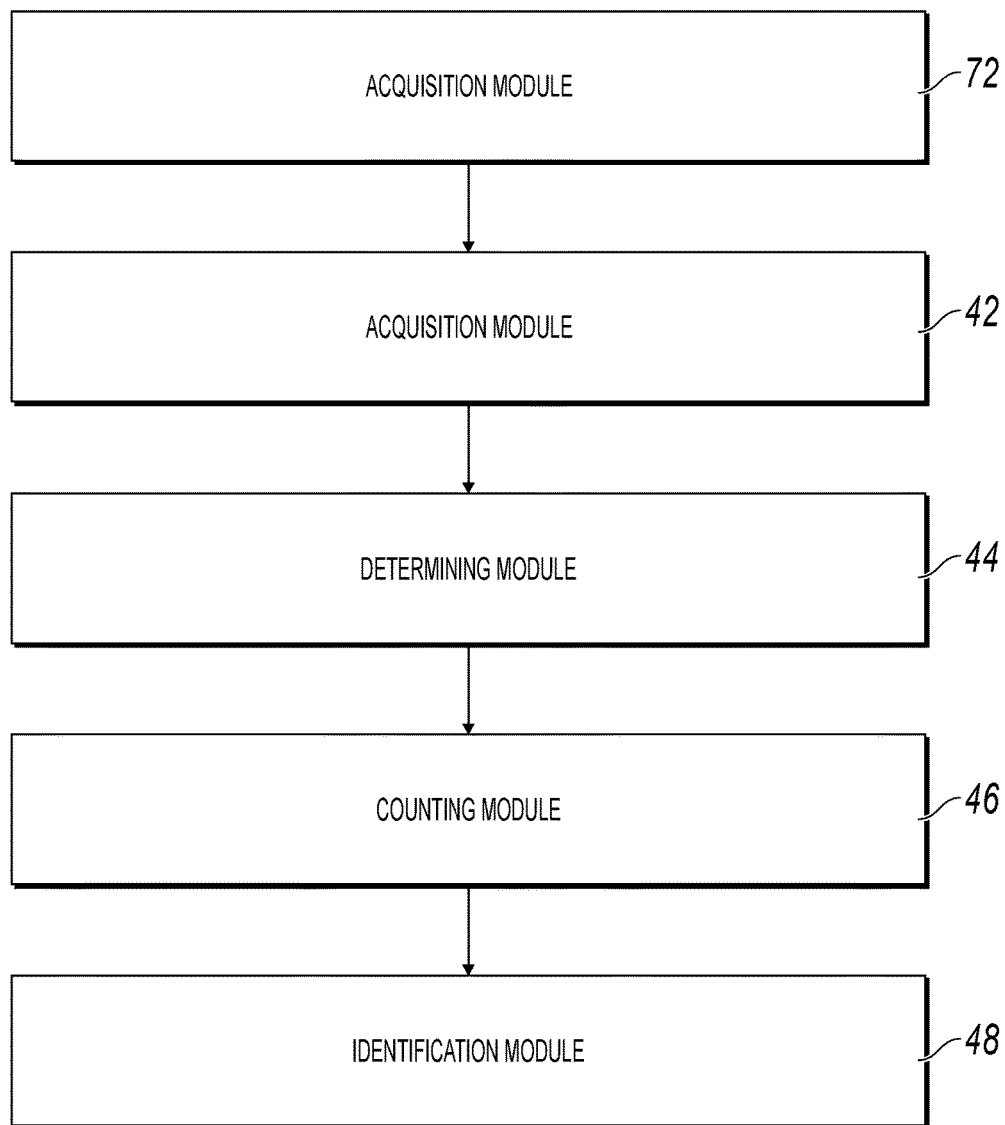 ACQUISITION MODULE
72
ACQUISITION MODULE
42
DETERMINING MODULE
44
COUNTING MODULE
46
IDENTIFICATION MODULE
48